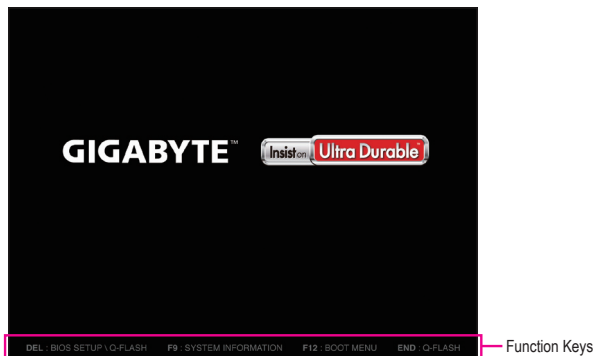 GIGABYTE™ Insist on Ultra Durable™
DEL : BIOS SETUP \ Q-FLASH F9 : SYSTEM INFORMATION F12 : BOOT MENU END : Q-FLASH Function Keys